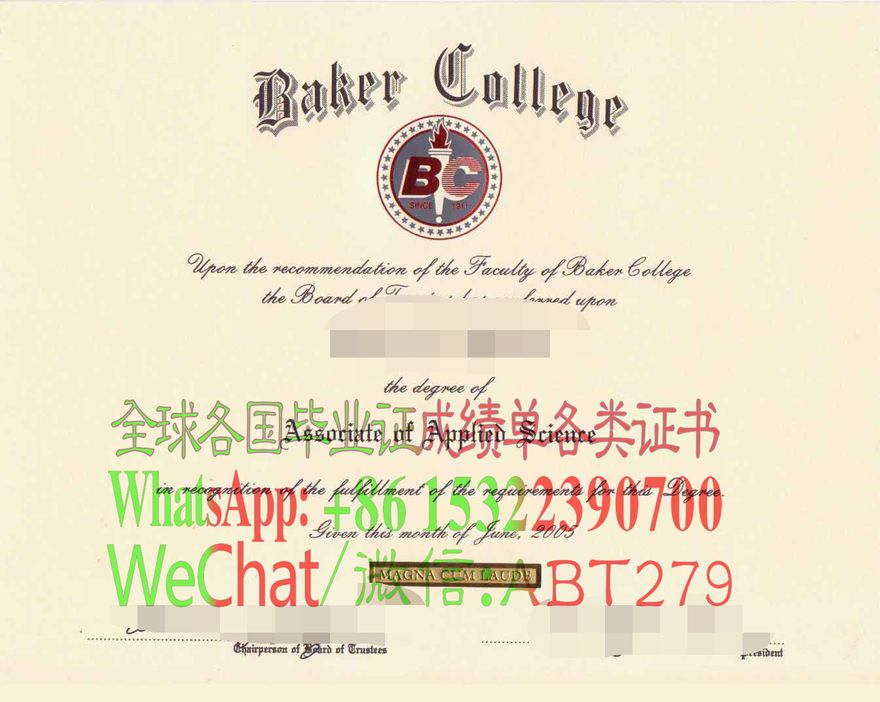 Baker College
BC
SINCE 1911
Upon the recommendation of the Faculty of Baker College
the Board of upon
the degree of
全球各国毕业证成绩单各类证书
Associate of Applied Science
in recognition of the fulfillment of the requirements for this Degree.
WhatsApp: +86 15322390700
Given this month of June, 2005
WeChat/微信:ABT279
MAGNA CUM LAUDE
Chairperson of Board of Trustees
President